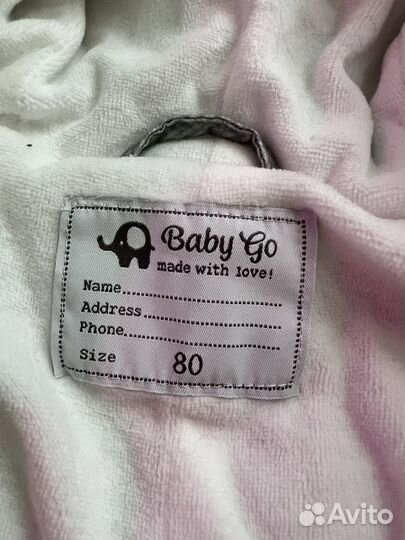 Baby Go
made with love!
Name..............................
Address.........................
Phone............................
Size 80
Avito